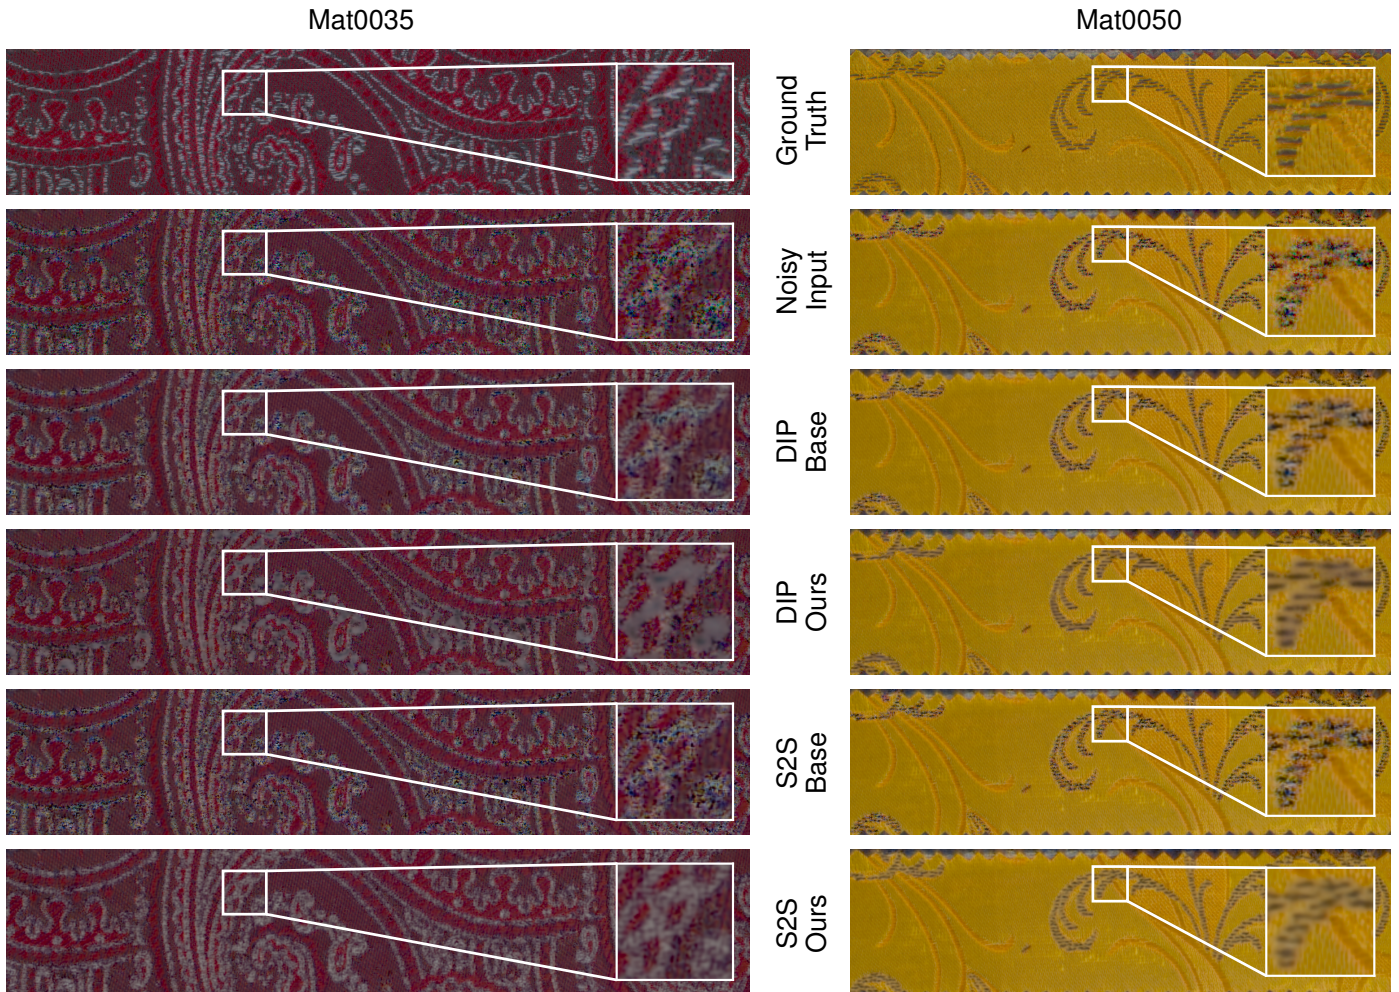 Mat0035
Mat0050
Ground
Truth
Noisy
Input
DIP
Base
DIP
Ours
S2S
Base
S2S
Ours